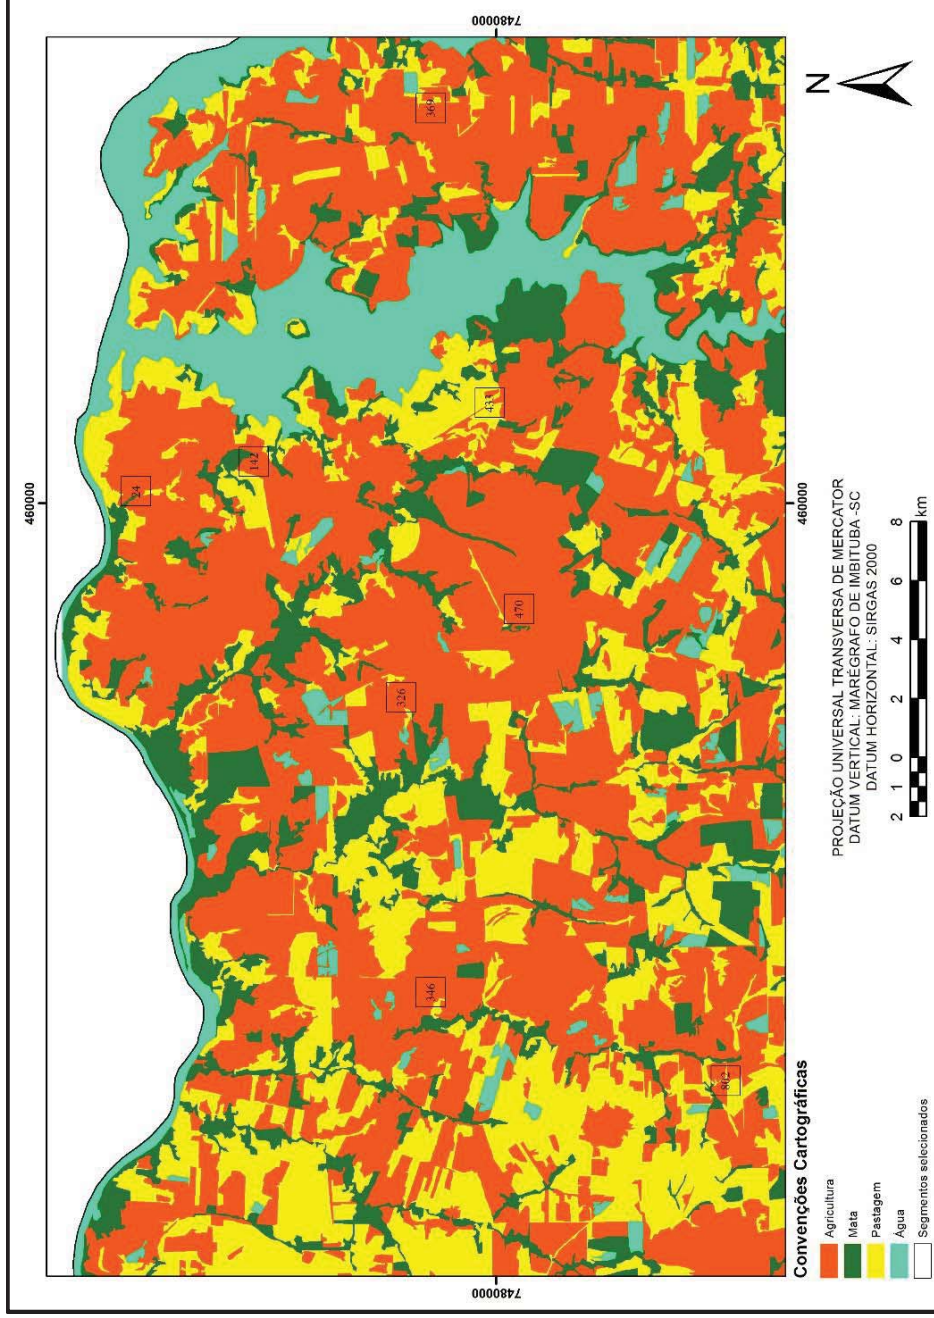 7480000
460000
24
142
369
433
470
326
346
802
460000
7480000
N
Convenções Cartográficas
Agricultura
Mata
Pastagem
Água
Segmentos selecionados
PROJEÇÃO UNIVERSAL TRANSVERSA DE MERCATOR
DATUM VERTICAL: MARÉGRAFO DE IMBITUBA -SC
DATUM HORIZONTAL: SIRGAS 2000
2 1 0 2 4 6 8
km